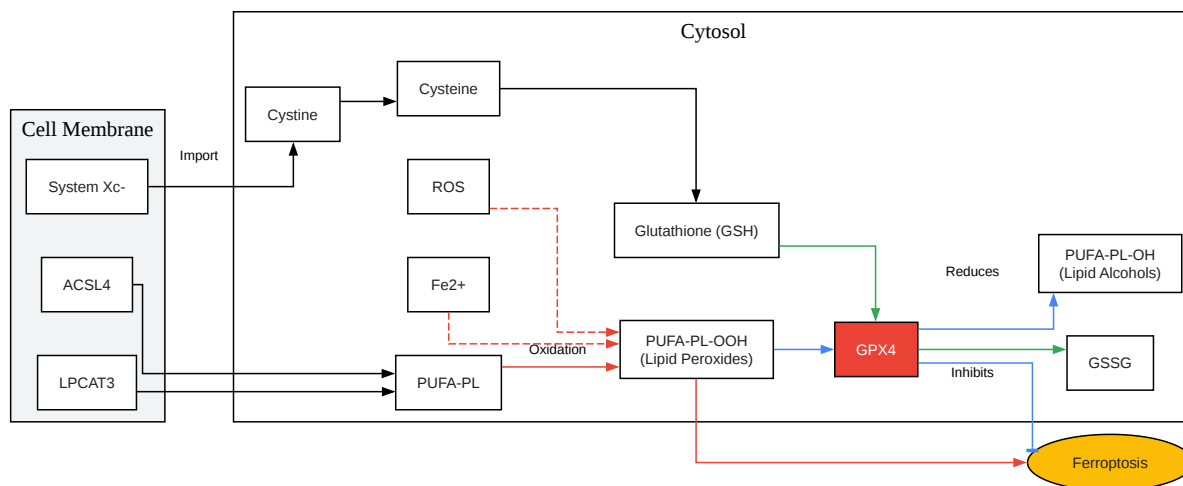 Cytosol
Cysteine
Cystine
Cell Membrane
Import
System Xc-
ROS
Glutathione (GSH)
ACSL4
Fe2+
Reduces
PUFA-PL-OH
(Lipid Alcohols)
Oxidation
PUFA-PL-OOH
(Lipid Peroxides)
GPX4
GSSG
Inhibits
LPCAT3
PUFA-PL
Ferroptosis